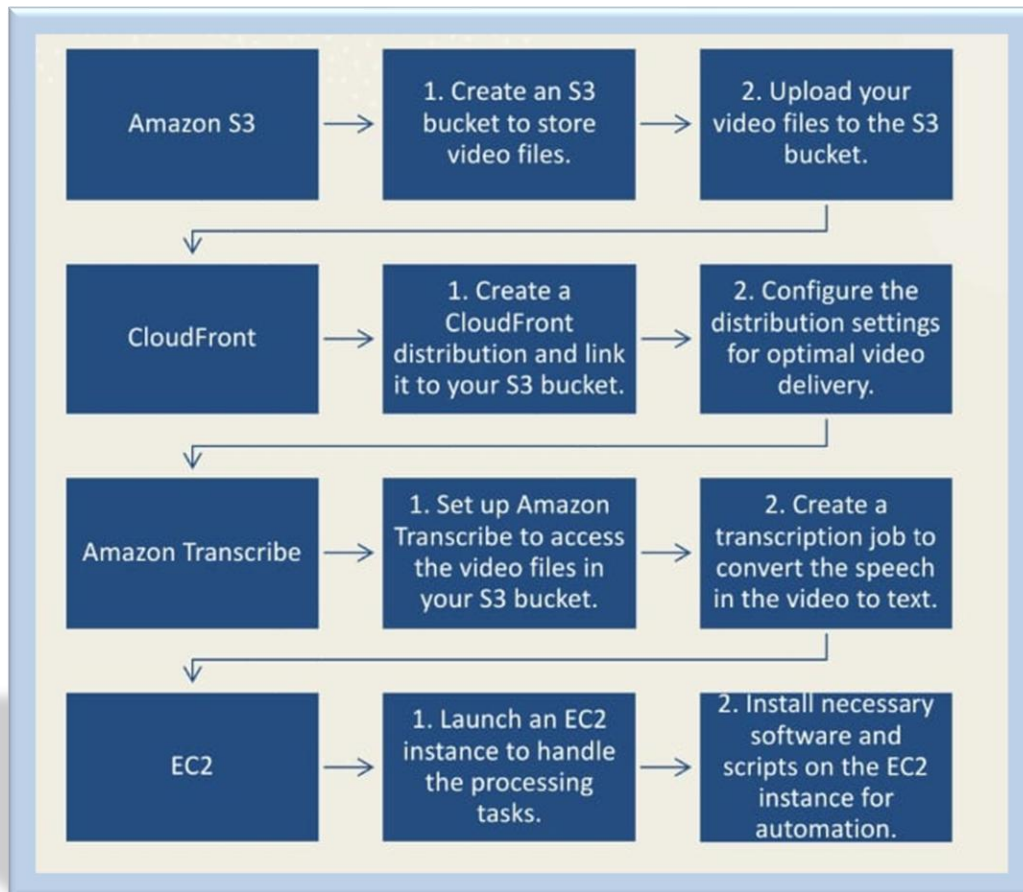 Amazon S3
1. Create an S3
bucket to store
video files.
2. Upload your
video files to the S3
bucket.
CloudFront
1. Create a
CloudFront
distribution and link
it to your S3 bucket.
2. Configure the
distribution settings
for optimal video
delivery.
Amazon Transcribe
1. Set up Amazon
Transcribe to access
the video files in
your S3 bucket.
2. Create a
transcription job to
convert the speech
in the video to text.
EC2
1. Launch an EC2
instance to handle
the processing
tasks.
2. Install necessary
software and
scripts on the EC2
instance for
automation.